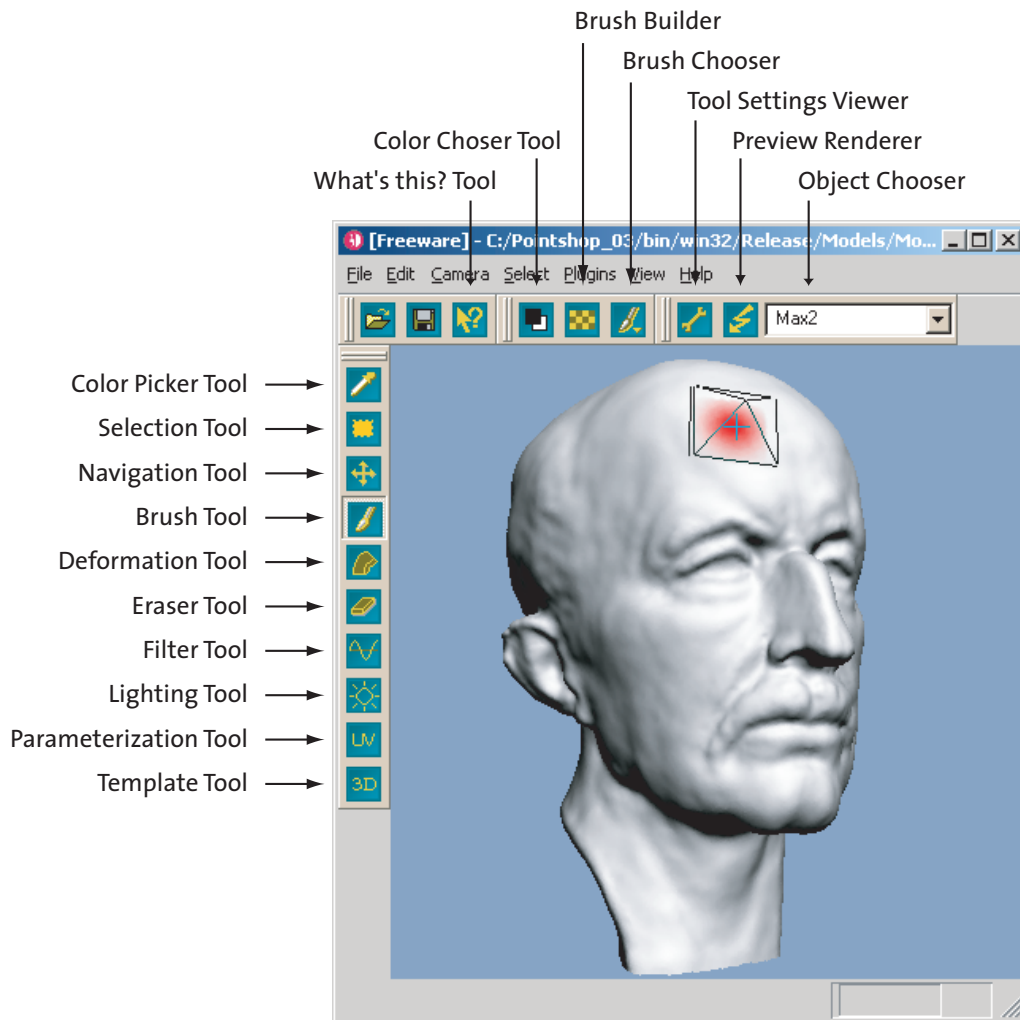 Brush Builder
Brush Chooser
Tool Settings Viewer
Color Choser Tool
Preview Renderer
What's this? Tool
Object Chooser
[Freeware] - C:/Pointshop_03/bin/win32/Release/Models/Mo...
File Edit Camera Select Plugins View Help
Max2
Color Picker Tool
Selection Tool
Navigation Tool
Brush Tool
Deformation Tool
Eraser Tool
Filter Tool
Lighting Tool
Parameterization Tool
UV
Template Tool
3D